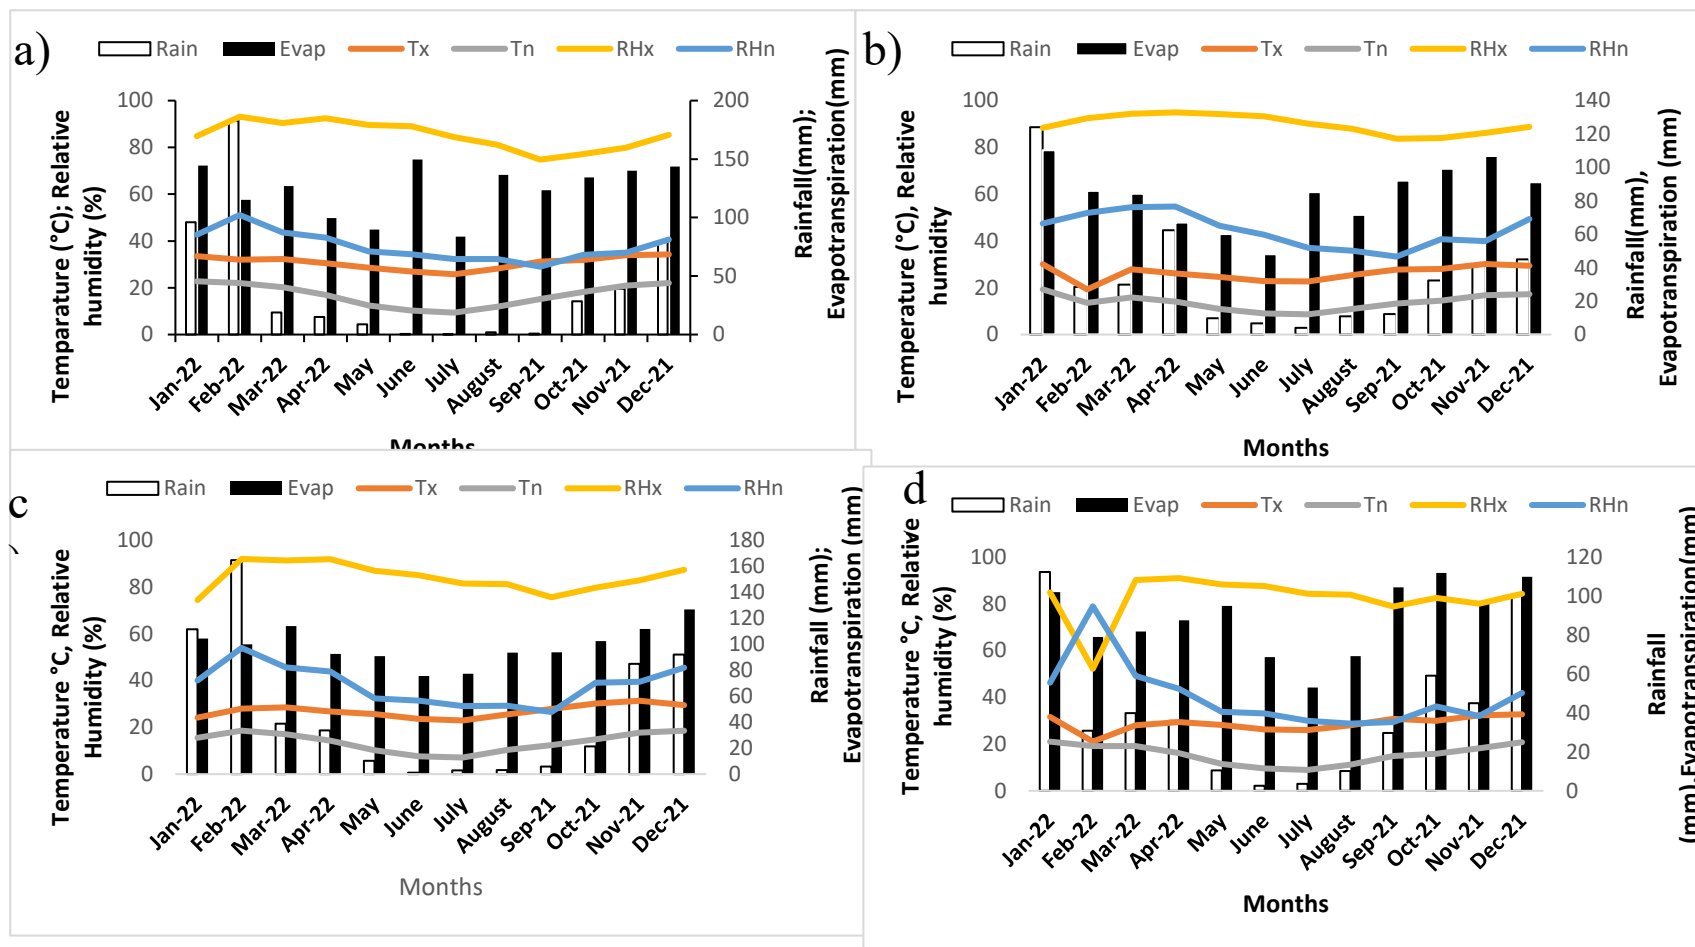 a)
Rain Evap Tx Tn RHx RHn
Temparature (°C); Relative
humidity (%)
100
80
60
40
20
0
200
150
100
50
0
Rainfall(mm);
Evapotranspiration(mm)
Jan-22 Feb-22 Mar-22 Apr-22 May June July August Sep-21 Oct-21 Nov-21 Dec-21
Months
b)
Rain Evap Tx Tn RHx RHn
Temperature (°C), Relative
humidity
100
80
60
40
20
0
140
120
100
80
60
40
20
0
Rainfall(mm),
Evapotranspiration (mm)
Jan-22 Feb-22 Mar-22 Apr-22 May June July August Sep-21 Oct-21 Nov-21 Dec-21
Months
c
)
Rain Evap Tx Tn RHx RHn
Temperature °C, Relative
Humidity (%)
100
80
60
40
20
0
180
160
140
120
100
80
60
40
20
0
Rainfall (mm);
Evapotranspiration (mm)
Jan-22 Feb-22 Mar-22 Apr-22 May June July August Sep-21 Oct-21 Nov-21 Dec-21
Months
d
Rain Evap Tx Tn RHx RHn
Temperature °C, Relative
humidity (%)
100
80
60
40
20
0
120
100
80
60
40
20
0
Rainfall
(mm),Evapotranspiration(mm)
Jan-22 Feb-22 Mar-22 Apr-22 May June July August Sep-21 Oct-21 Nov-21 Dec-21
Months